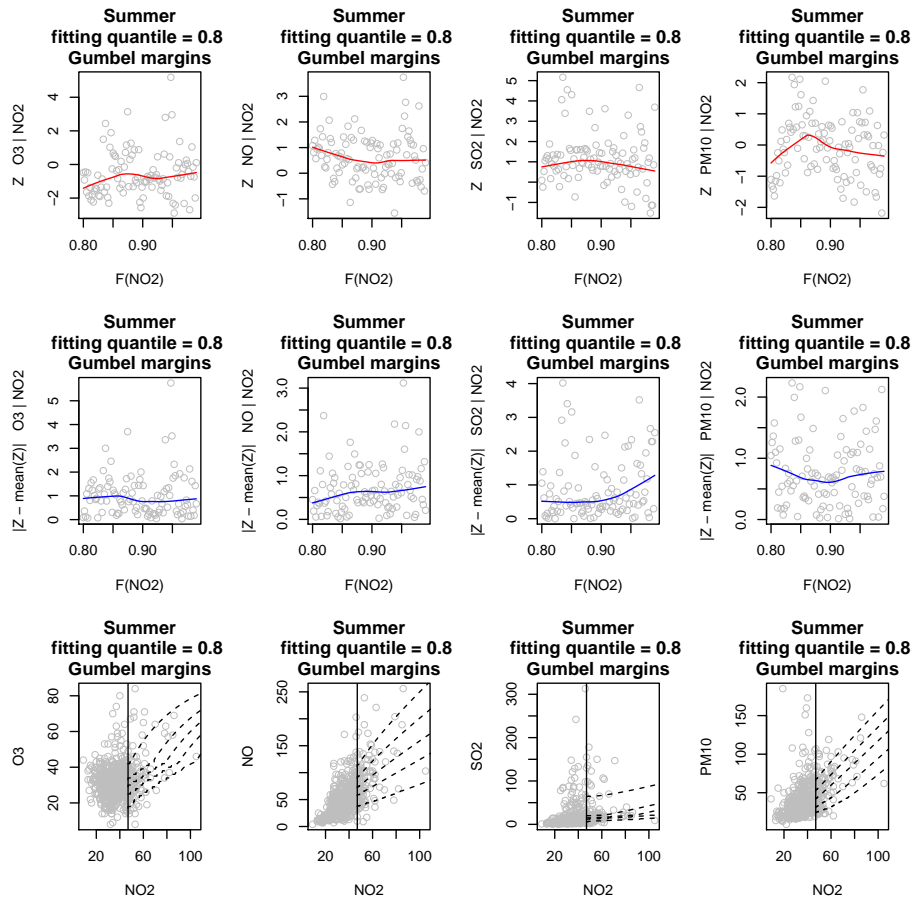 Summer
fitting quantile = 0.8
Gumbel margins
Z   O3 | NO2
4
2
0
−2
0.80 0.90
F(NO2)
Summer
fitting quantile = 0.8
Gumbel margins
Z   NO | NO2
3
2
1
0
−1
0.80 0.90
F(NO2)
Summer
fitting quantile = 0.8
Gumbel margins
Z   SO2 | NO2
5
4
3
2
1
−1
0.80 0.90
F(NO2)
Summer
fitting quantile = 0.8
Gumbel margins
Z   PM10 | NO2
2
1
0
−1
−2
0.80 0.90
F(NO2)
Summer
fitting quantile = 0.8
Gumbel margins
|Z − mean(Z)|   O3 | NO2
5
4
3
2
1
0
0.80 0.90
F(NO2)
Summer
fitting quantile = 0.8
Gumbel margins
|Z − mean(Z)|   NO | NO2
3.0
2.0
1.0
0.0
0.80 0.90
F(NO2)
Summer
fitting quantile = 0.8
Gumbel margins
|Z − mean(Z)|   SO2 | NO2
4
3
2
1
0
0.80 0.90
F(NO2)
Summer
fitting quantile = 0.8
Gumbel margins
|Z − mean(Z)|   PM10 | NO2
2.0
1.0
0.0
0.80 0.90
F(NO2)
Summer
fitting quantile = 0.8
Gumbel margins
O3
80
60
40
20
20 60 100
NO2
Summer
fitting quantile = 0.8
Gumbel margins
NO
250
150
50
0
20 60 100
NO2
Summer
fitting quantile = 0.8
Gumbel margins
SO2
300
200
100
50
0
20 60 100
NO2
Summer
fitting quantile = 0.8
Gumbel margins
PM10
150
100
50
20 60 100
NO2